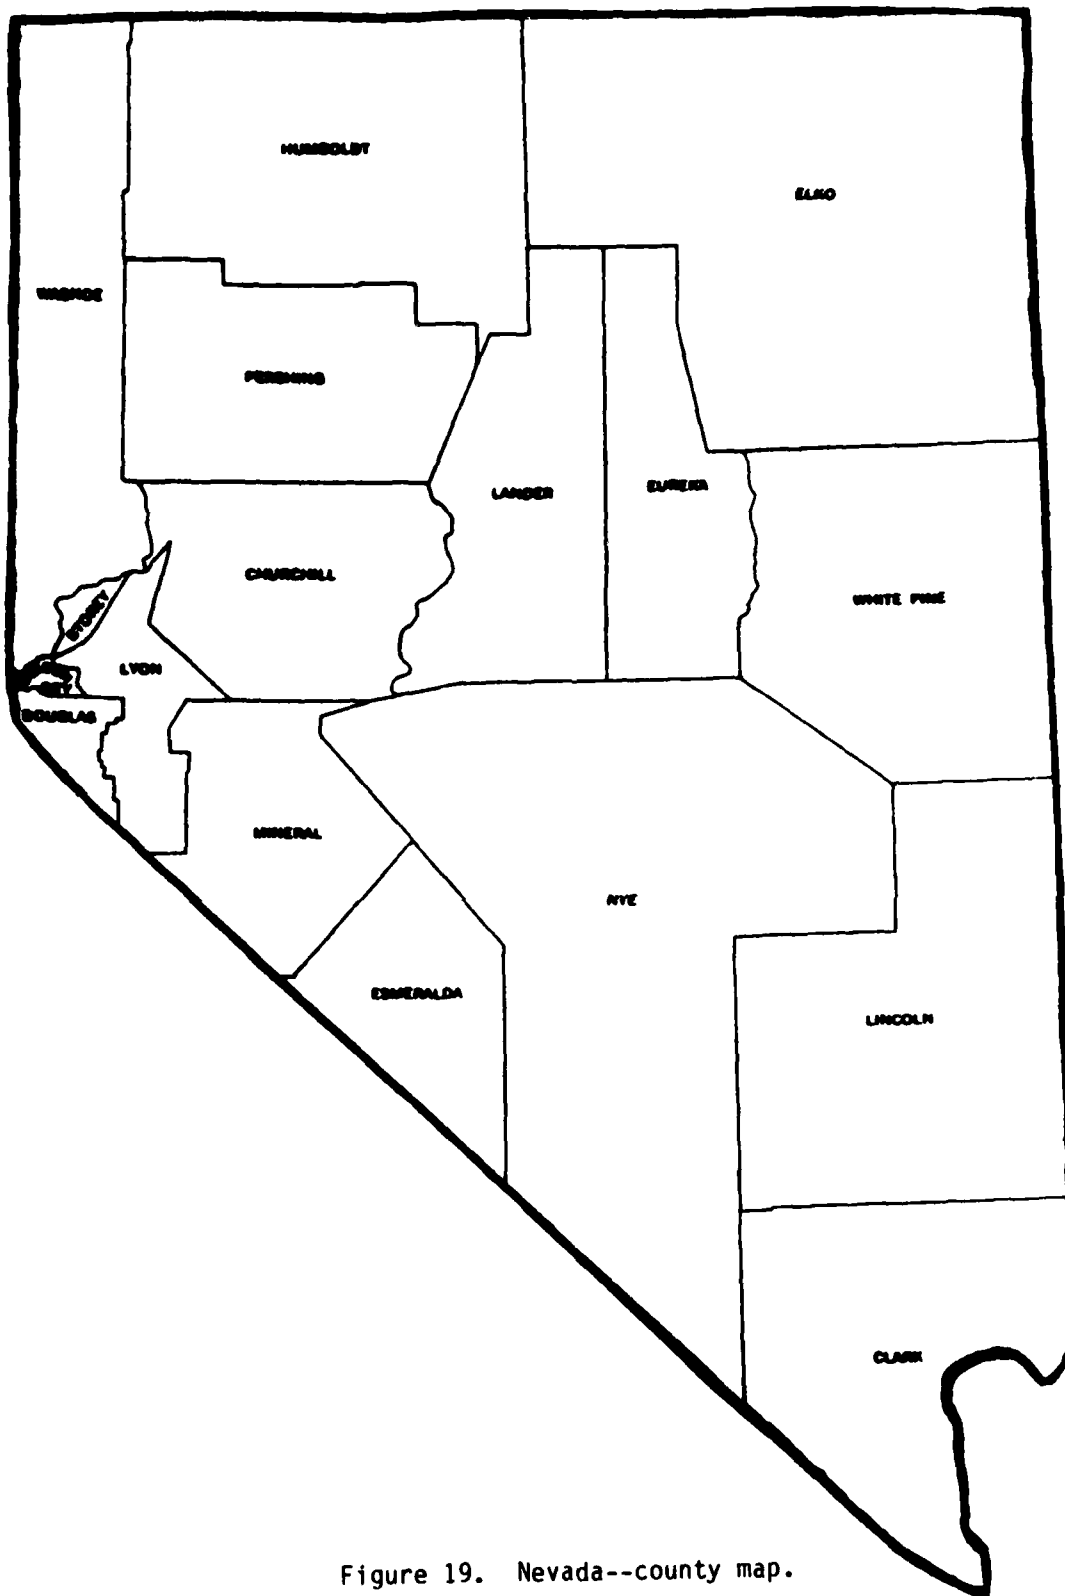 HUMBOLDT
ELKO
WASHOE
PERSHING
LANDER
EUREKA
CHURCHILL
WHITE PINE
STOREY
LYON
CITY
DOUGLAS
MINERAL
NYE
ESMERALDA
LINCOLN
CLARK
Figure 19. Nevada--county map.